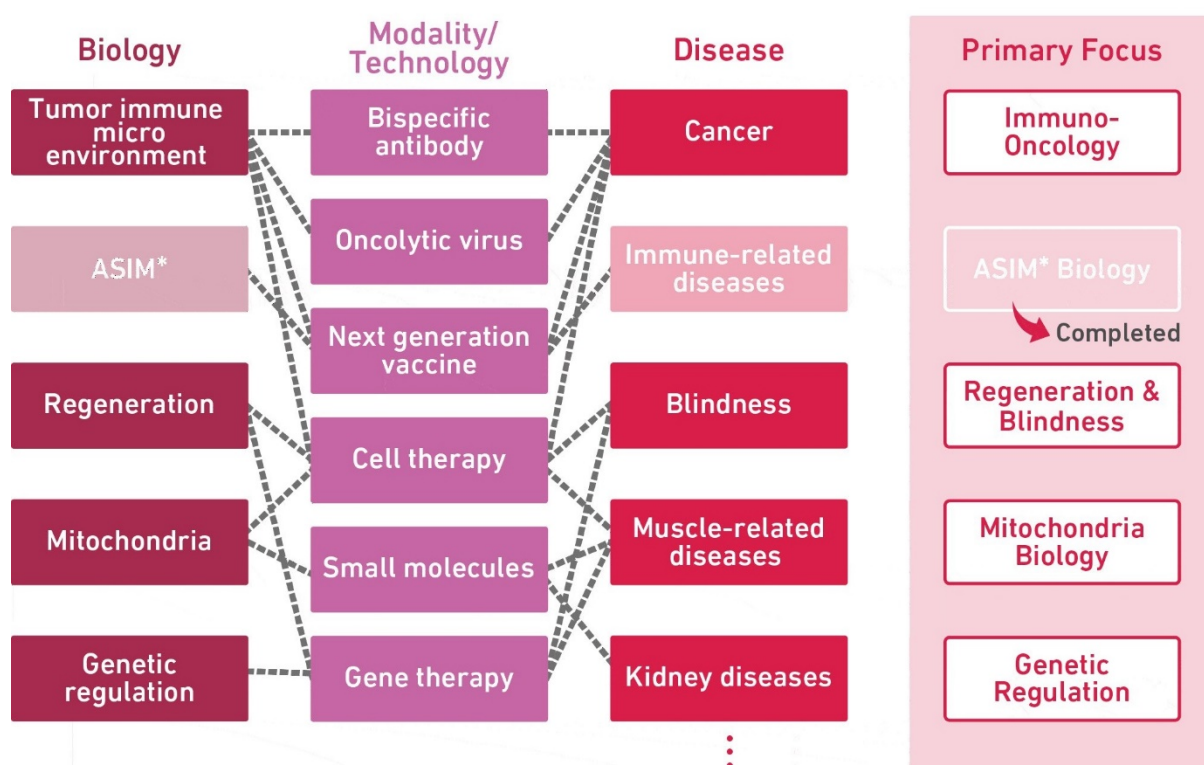 Biology
Modality/
Technology
Disease
Primary Focus
Tumor immune
micro
environment
Bispecific
antibody
Cancer
Immuno-
Oncology
Oncolytic virus
ASIM*
Immune-related
diseases
ASIM* Biology
Completed
Next generation
vaccine
Regeneration
Blindness
Regeneration &
Blindness
Cell therapy
Mitochondria
Muscle-related
diseases
Mitochondria
Biology
Small molecules
Genetic
regulation
Gene therapy
Kidney diseases
Genetic
Regulation